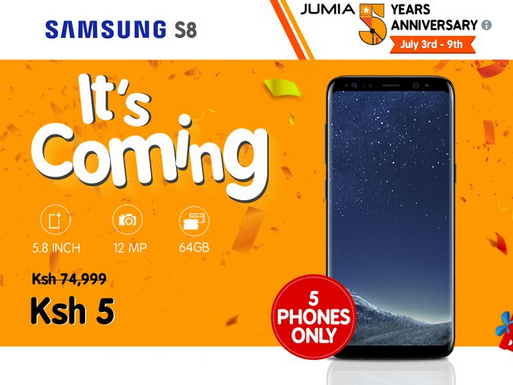 SAMSUNG S8
JUMIA 5 YEARS
ANNIVERSARY
July 3rd - 9th
It's
Coming
5.8 INCH
12 MP
64GB
Ksh 74,999
Ksh 5
5
PHONES
ONLY